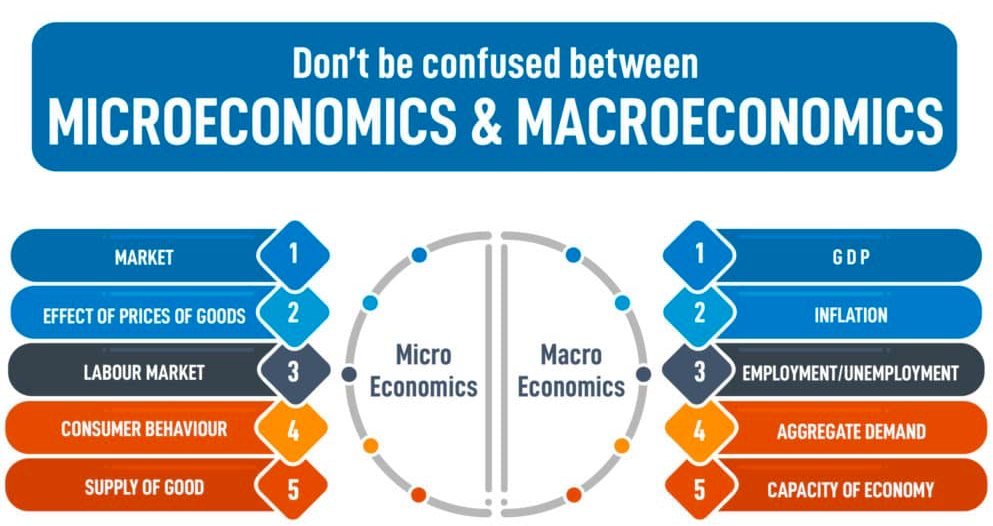 Don't be confused between
MICROECONOMICS & MACROECONOMICS
MARKET
1
EFFECT OF PRICES OF GOODS
2
LABOUR MARKET
3
CONSUMER BEHAVIOUR
4
SUPPLY OF GOOD
5
Micro
Economics
Macro
Economics
1
G D P
2
INFLATION
3
EMPLOYMENT/UNEMPLOYMENT
4
AGGREGATE DEMAND
5
CAPACITY OF ECONOMY